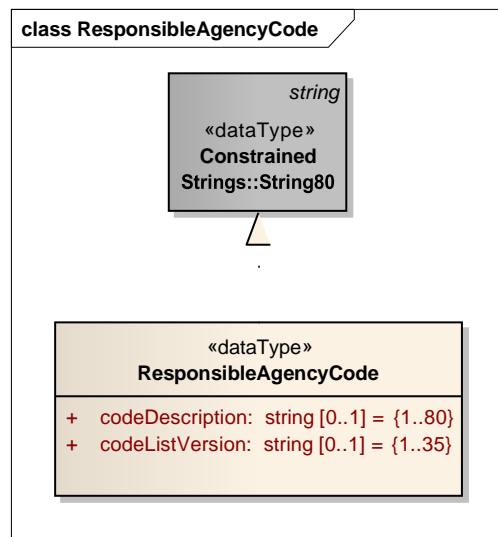 class ResponsibleAgencyCode
string
«dataType»
Constrained
Strings::String80
«dataType»
ResponsibleAgencyCode
+ codeDescription: string [0..1] = {1..80}
+ codeListVersion: string [0..1] = {1..35}